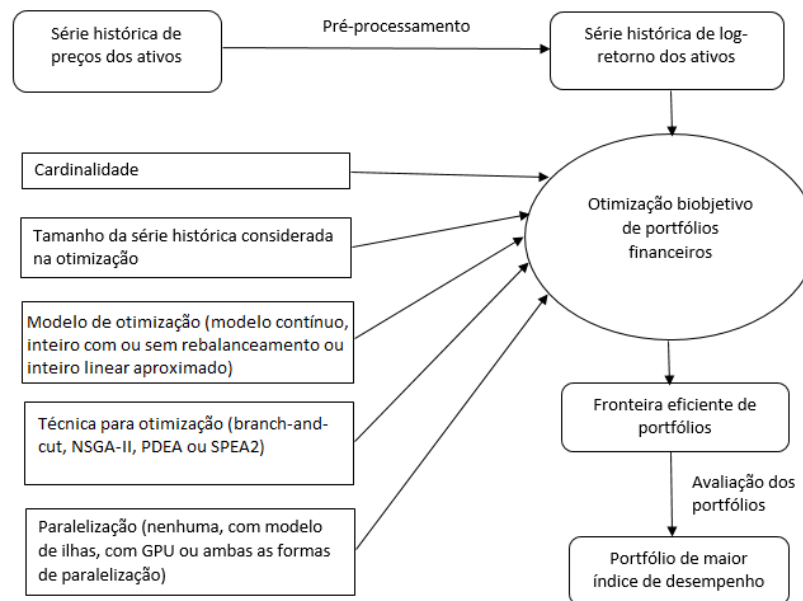 Série histórica de
preços dos ativos
Pré-processamento
Série histórica de log-
retorno dos ativos
Cardinalidade
Tamanho da série histórica considerada
na otimização
Modelo de otimização (modelo contínuo,
inteiro com ou sem rebalanceamento ou
inteiro linear aproximado)
Técnica para otimização (branch-and-
cut, NSGA-II, PDEA ou SPEA2)
Paralelização (nenhuma, com modelo
de ilhas, com GPU ou ambas as formas
de paralelização)
Otimização biobjetivo
de portfólios
financeiros
Fronteira eficiente de
portfólios
Avaliação dos
portfólios
Portfólio de maior
índice de desempenho